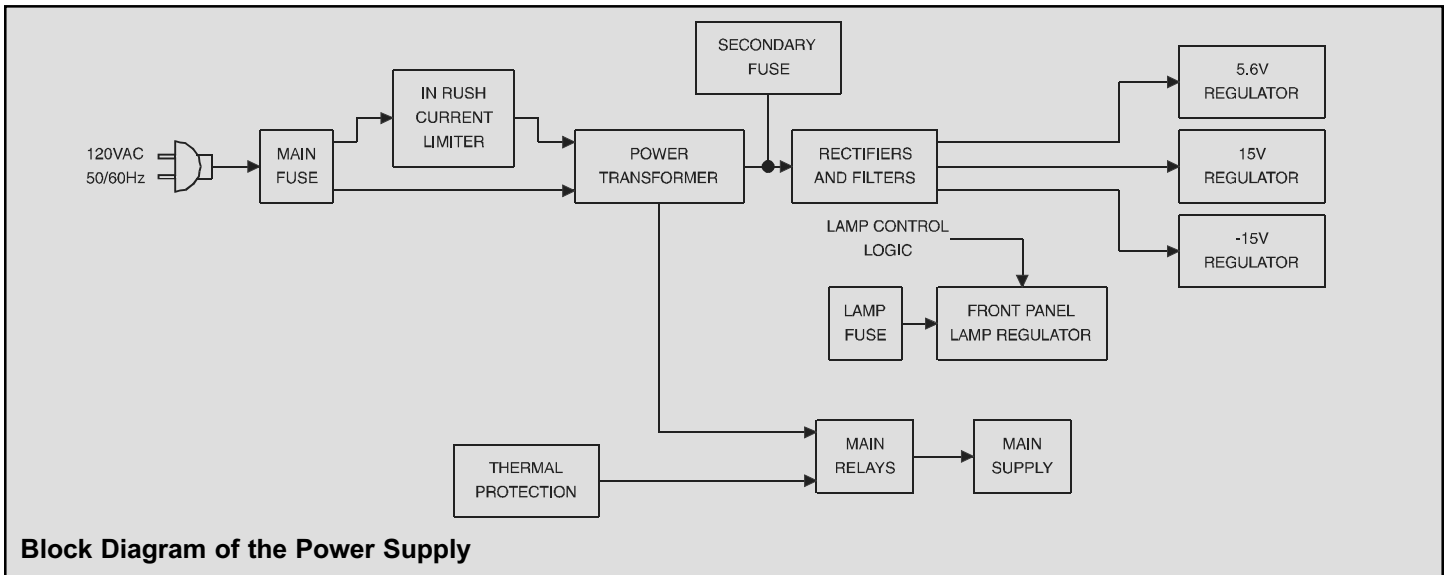 SECONDARY
FUSE
5.6V
REGULATOR
IN RUSH
CURRENT
LIMITER
120VAC
50/60Hz
MAIN
FUSE
POWER
TRANSFORMER
RECTIFIERS
AND FILTERS
15V
REGULATOR
LAMP CONTROL
LOGIC
-15V
REGULATOR
LAMP
FUSE
FRONT PANEL
LAMP REGULATOR
THERMAL
PROTECTION
MAIN
RELAYS
MAIN
SUPPLY
Block Diagram of the Power Supply